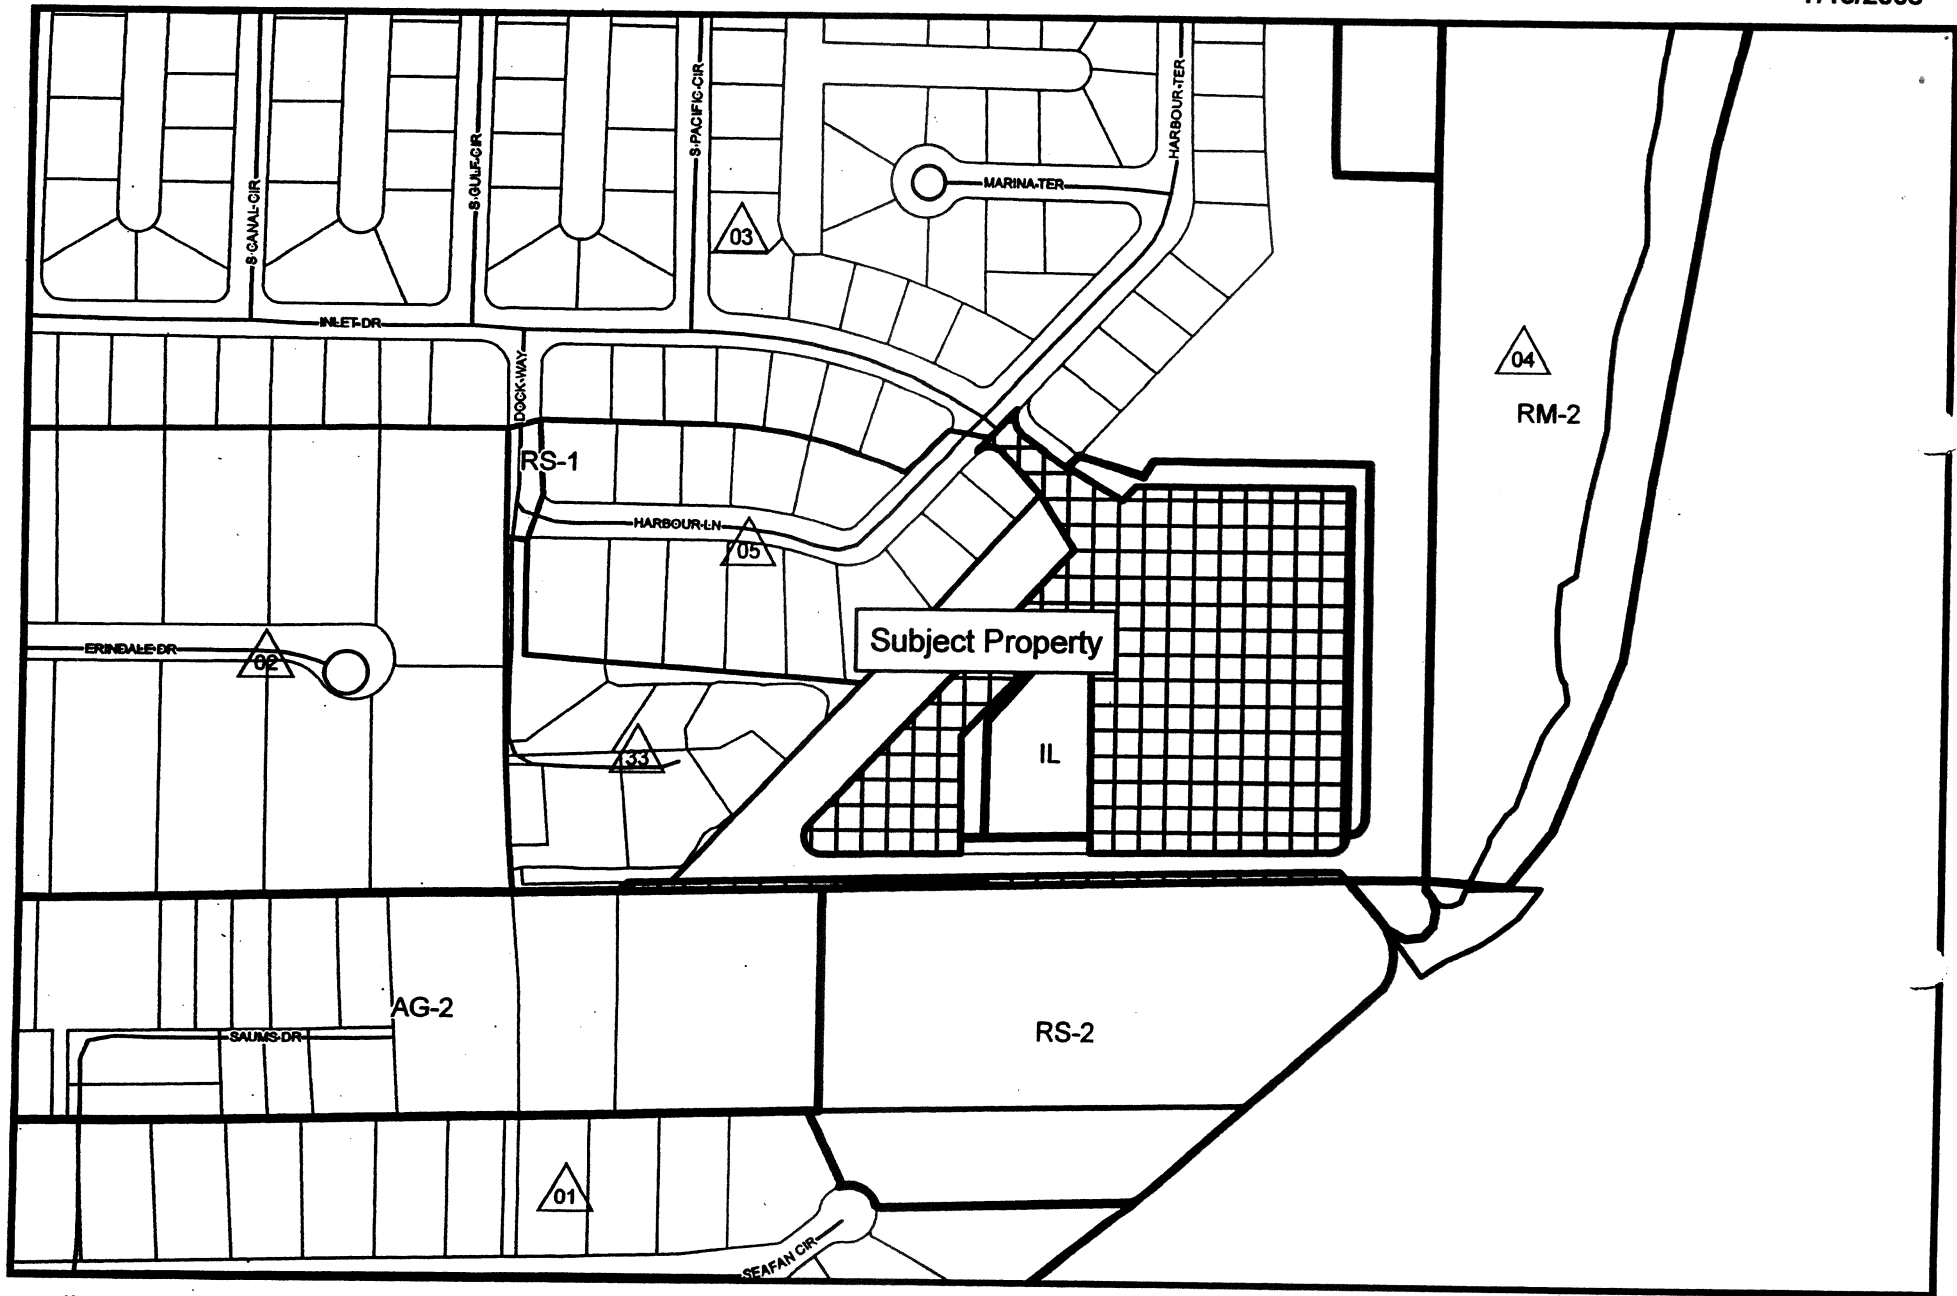 S CANAL CIR
S GULF CIR
S PACIFIC CIR
HARBOUR TER
MARINA TER
03
INLET DR
DOCK WAY
04
RM-2
RS-1
HARBOUR LN
05
Subject Property
ERINDALE DR
02
33
IL
AG-2
RS-2
SAUMS DR
01
SEAFAN CIR